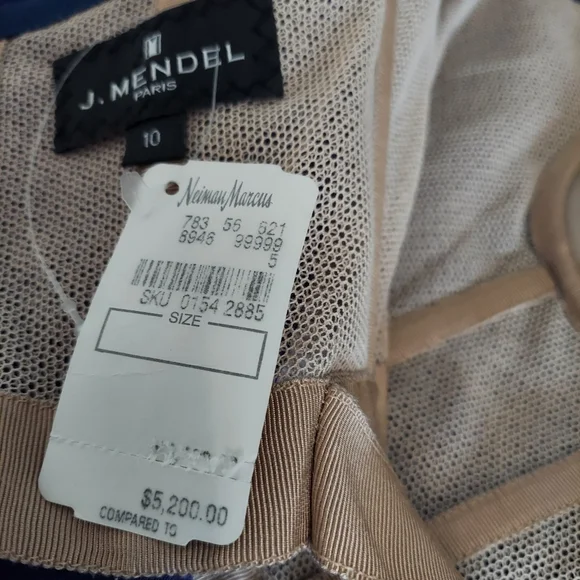 J. MENDEL
PARIS
10
Neiman Marcus
783 56 621
8946 99999
5
SKU 0154 2885
SIZE
$5,200.00
COMPARED TO